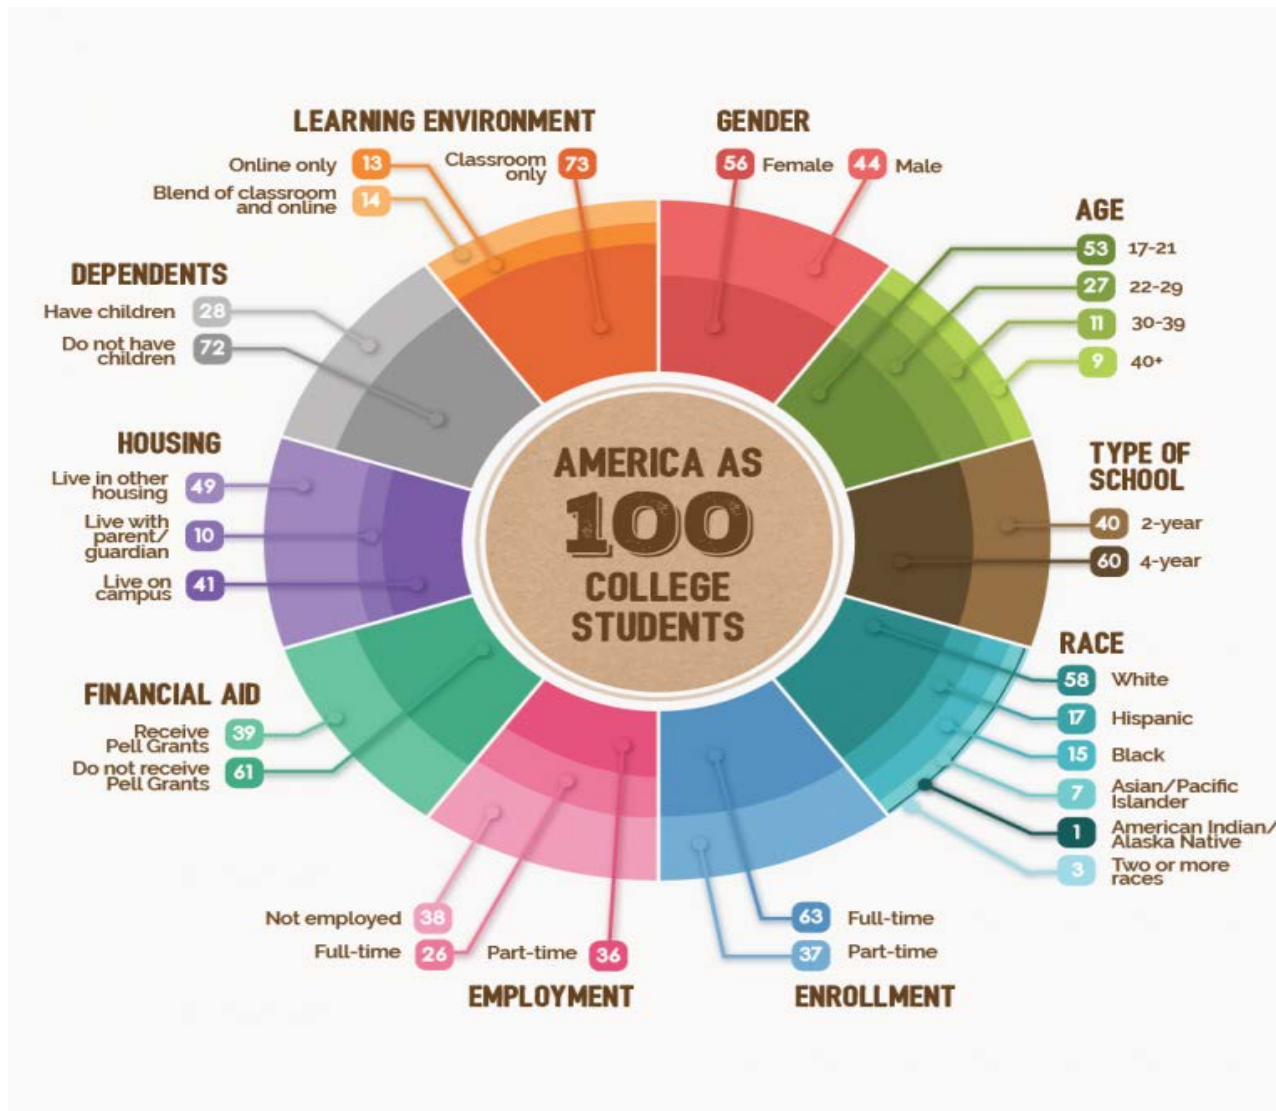 LEARNING ENVIRONMENT
Online only 13
Classroom
only 73
Blend of classroom
and online 14
GENDER
56 Female 44 Male
AGE
53 17-21
27 22-29
11 30-39
9 40+
DEPENDENTS
Have children 28
Do not have
children 72
HOUSING
Live in other
housing 49
Live with
parent/
guardian 10
Live on
campus 41
AMERICA AS
100
COLLEGE
STUDENTS
TYPE OF
SCHOOL
40 2-year
60 4-year
RACE
58 White
17 Hispanic
15 Black
7 Asian/Pacific
Islander
1 American Indian/
Alaska Native
3 Two or more
races
FINANCIAL AID
Receive
Pell Grants 39
Do not receive
Pell Grants 61
Not employed 38
Full-time 26
Part-time 36
EMPLOYMENT
63 Full-time
37 Part-time
ENROLLMENT